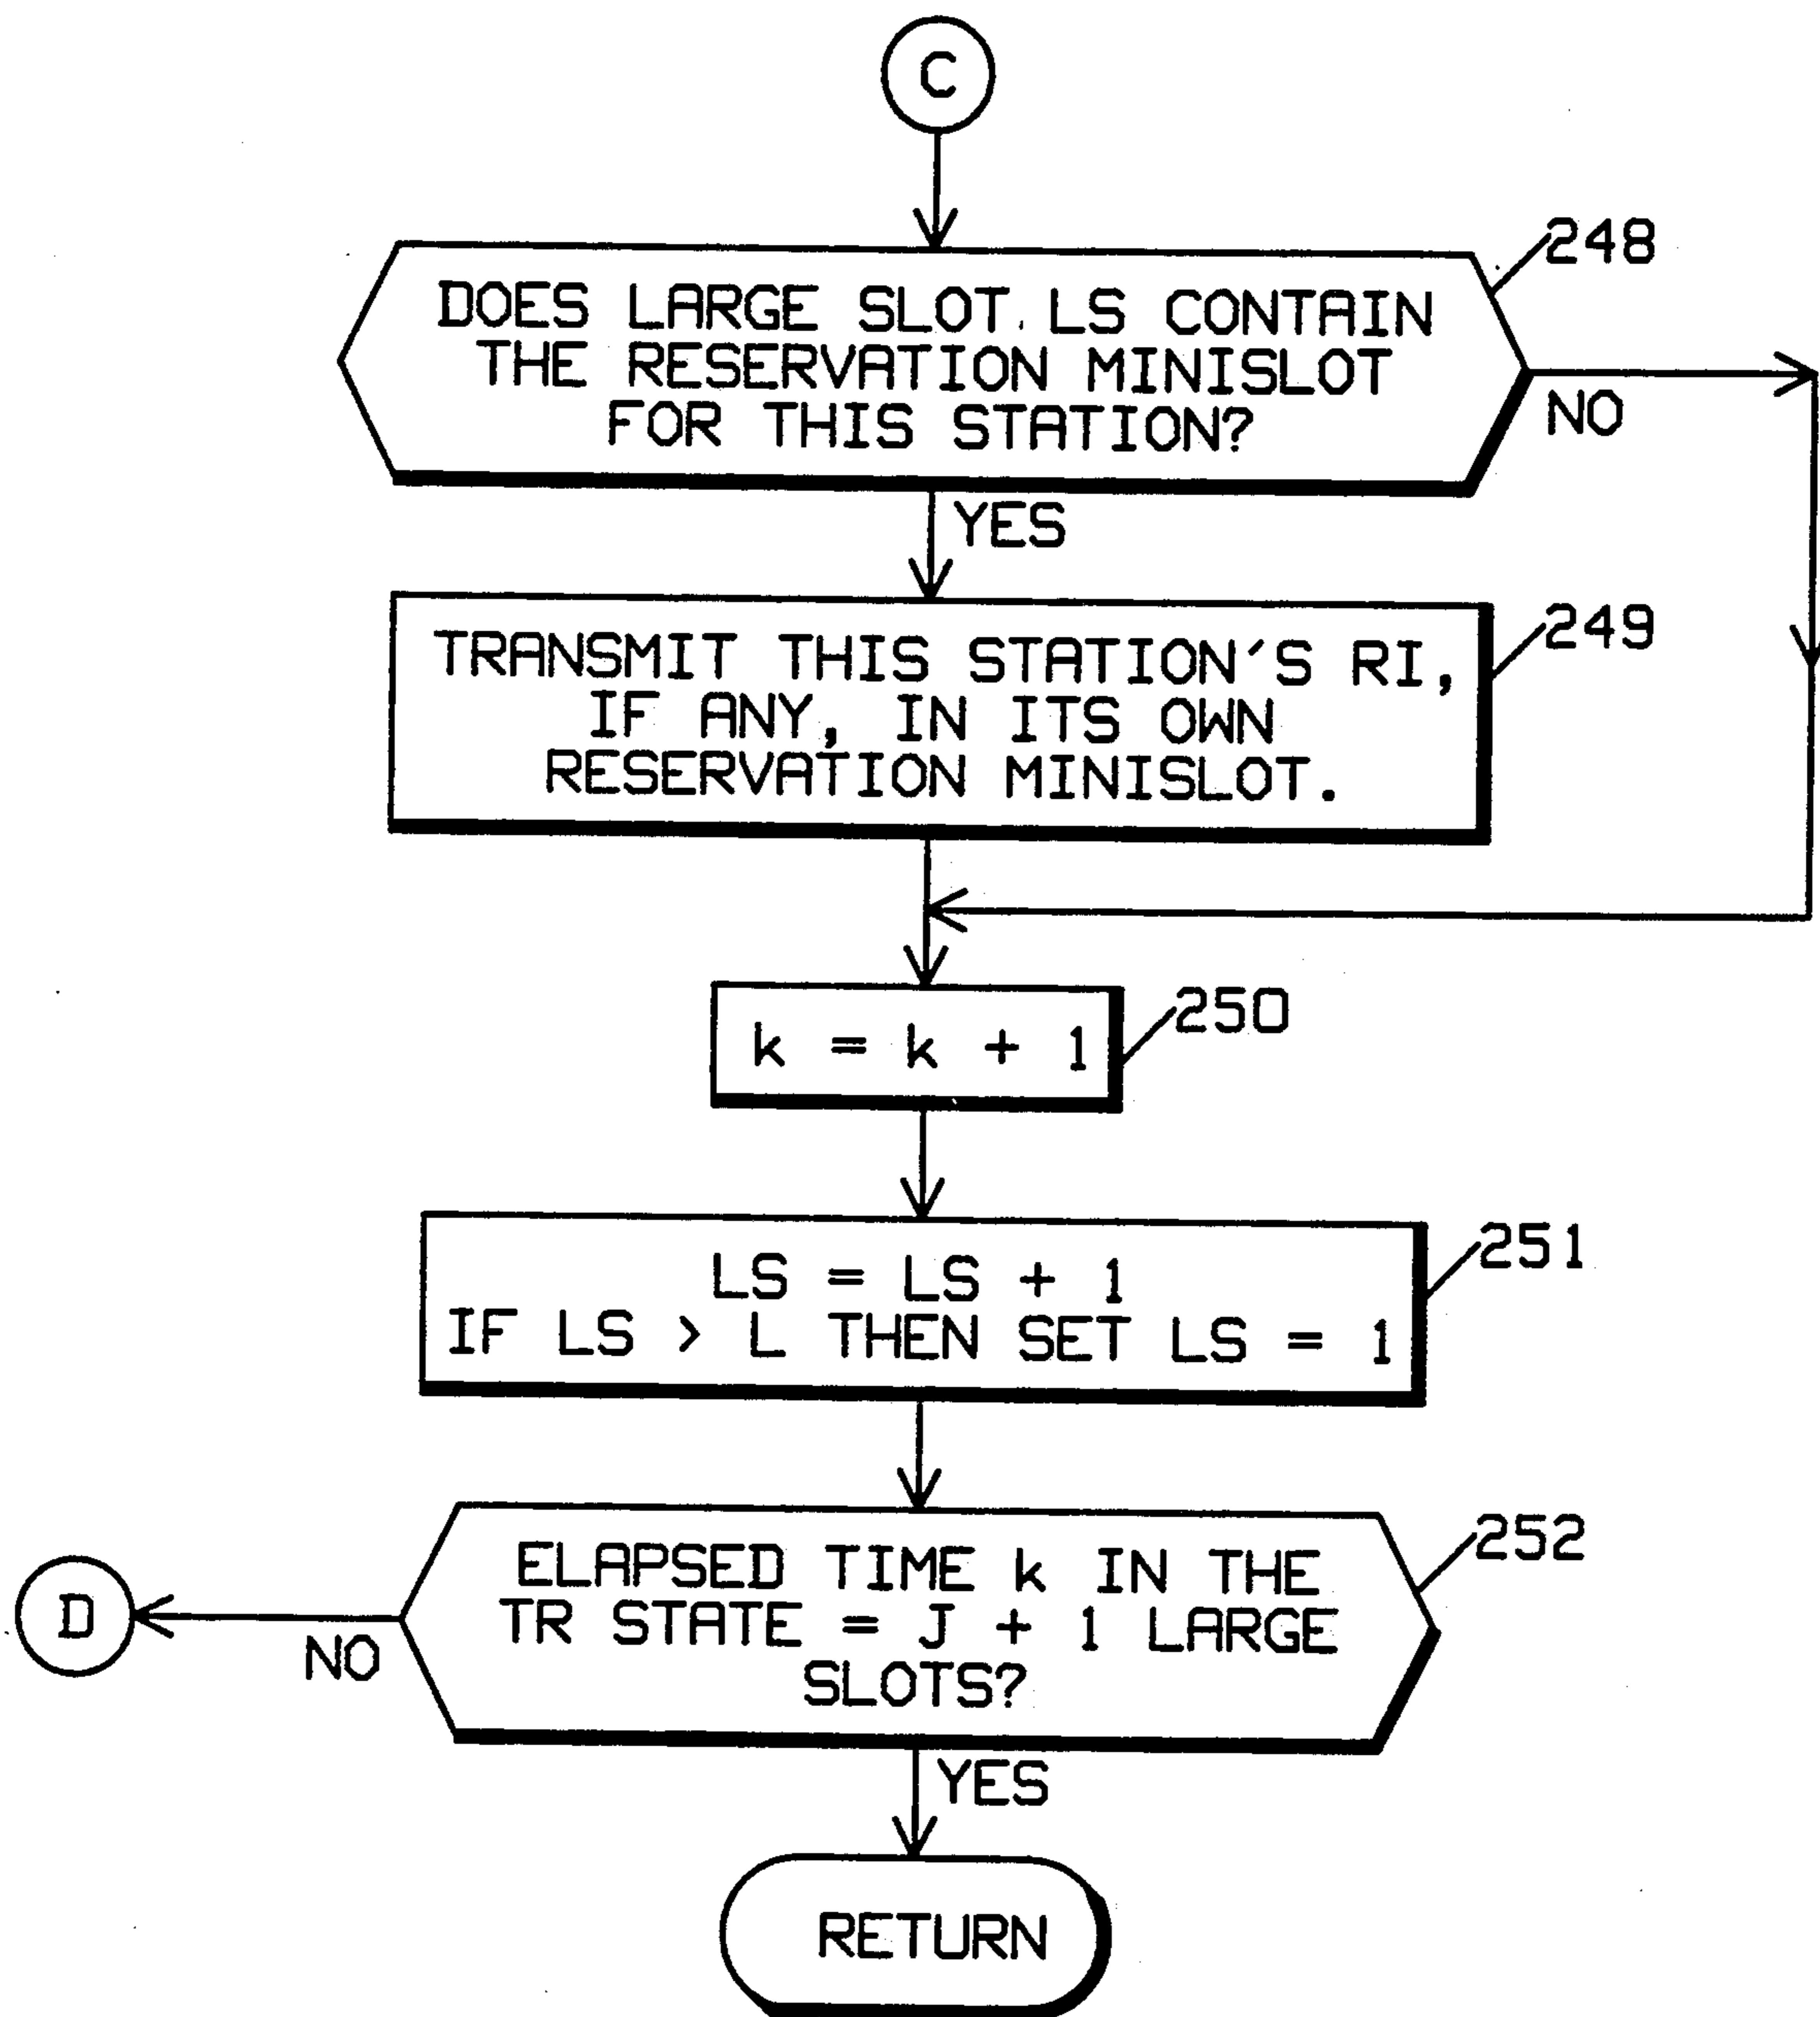 C
248
DOES LARGE SLOT LS CONTAIN
THE RESERVATION MINISLOT
FOR THIS STATION?
NO
YES
249
TRANSMIT THIS STATION'S RI,
IF ANY, IN ITS OWN
RESERVATION MINISLOT.
k = k + 1
250
LS = LS + 1
IF LS > L THEN SET LS = 1
251
252
ELAPSED TIME k IN THE
TR STATE = J + 1 LARGE
SLOTS?
D
NO
YES
RETURN